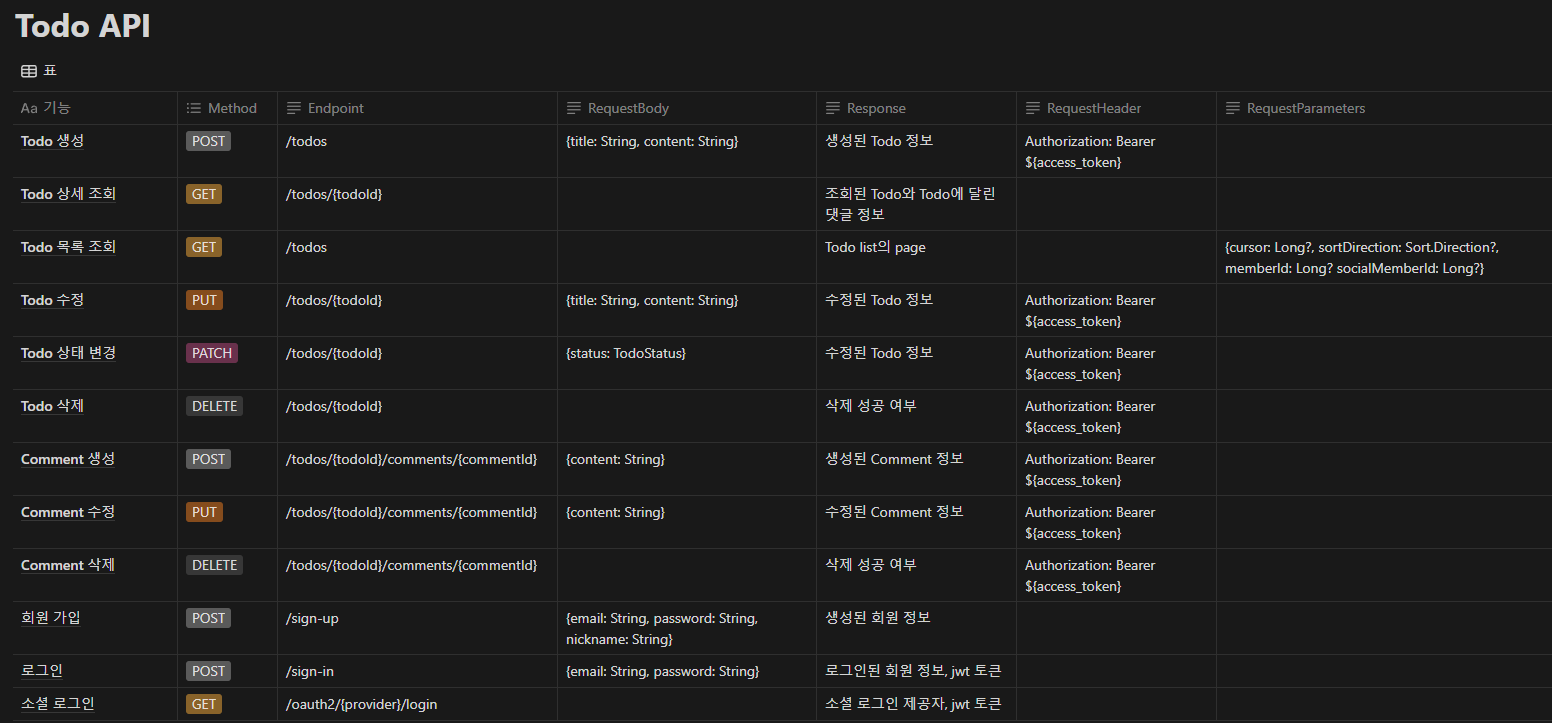 Todo API
표
Aa 기능 Method Endpoint RequestBody Response RequestHeader RequestParameters
Todo 생성 POST /todos {title: String, content: String} 생성된 Todo 정보 Authorization: Bearer
${access_token}
Todo 상세 조회 GET /todos/{todoId} 조회된 Todo와 Todo에 달린
댓글 정보
Todo 목록 조회 GET /todos Todo list의 page {cursor: Long?, sortDirection: Sort.Direction?,
memberId: Long? socialMemberId: Long?}
Todo 수정 PUT /todos/{todoId} {title: String, content: String} 수정된 Todo 정보 Authorization: Bearer
${access_token}
Todo 상태 변경 PATCH /todos/{todoId} {status: TodoStatus} 수정된 Todo 정보 Authorization: Bearer
${access_token}
Todo 삭제 DELETE /todos/{todoId} 삭제 성공 여부 Authorization: Bearer
${access_token}
Comment 생성 POST /todos/{todoId}/comments/{commentId} {content: String} 생성된 Comment 정보 Authorization: Bearer
${access_token}
Comment 수정 PUT /todos/{todoId}/comments/{commentId} {content: String} 수정된 Comment 정보 Authorization: Bearer
${access_token}
Comment 삭제 DELETE /todos/{todoId}/comments/{commentId} 삭제 성공 여부 Authorization: Bearer
${access_token}
회원 가입 POST /sign-up {email: String, password: String, 생성된 회원 정보
nickname: String}
로그인 POST /sign-in {email: String, password: String} 로그인된 회원 정보, jwt 토큰
소셜 로그인 GET /oauth2/{provider}/login 소셜 로그인 제공자, jwt 토큰